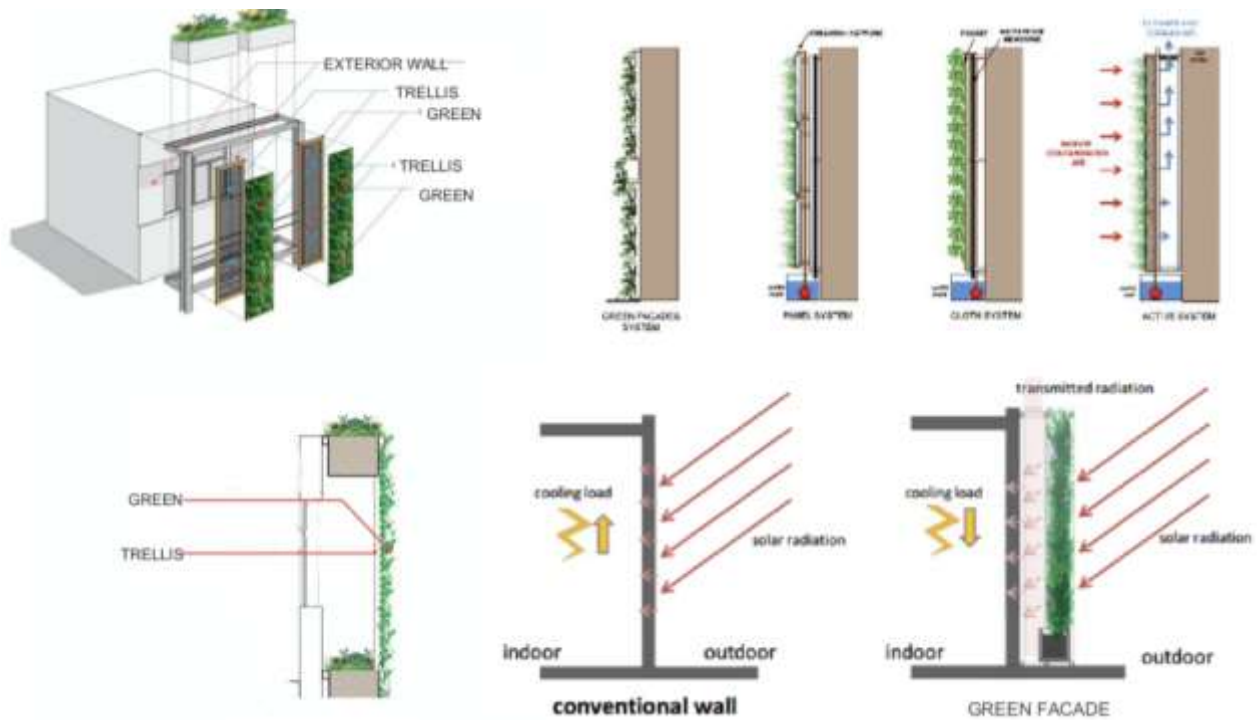 EXTERIOR WALL
TRELLIS
GREEN
TRELLIS
GREEN
GREEN FACADES
SYSTEM
PANEL SYSTEM
CLOTH SYSTEM
ACTIVE SYSTEM
GREEN
TRELLIS
cooling load
solar radiation
indoor
outdoor
conventional wall
transmitted radiation
cooling load
solar radiation
indoor
outdoor
GREEN FACADE